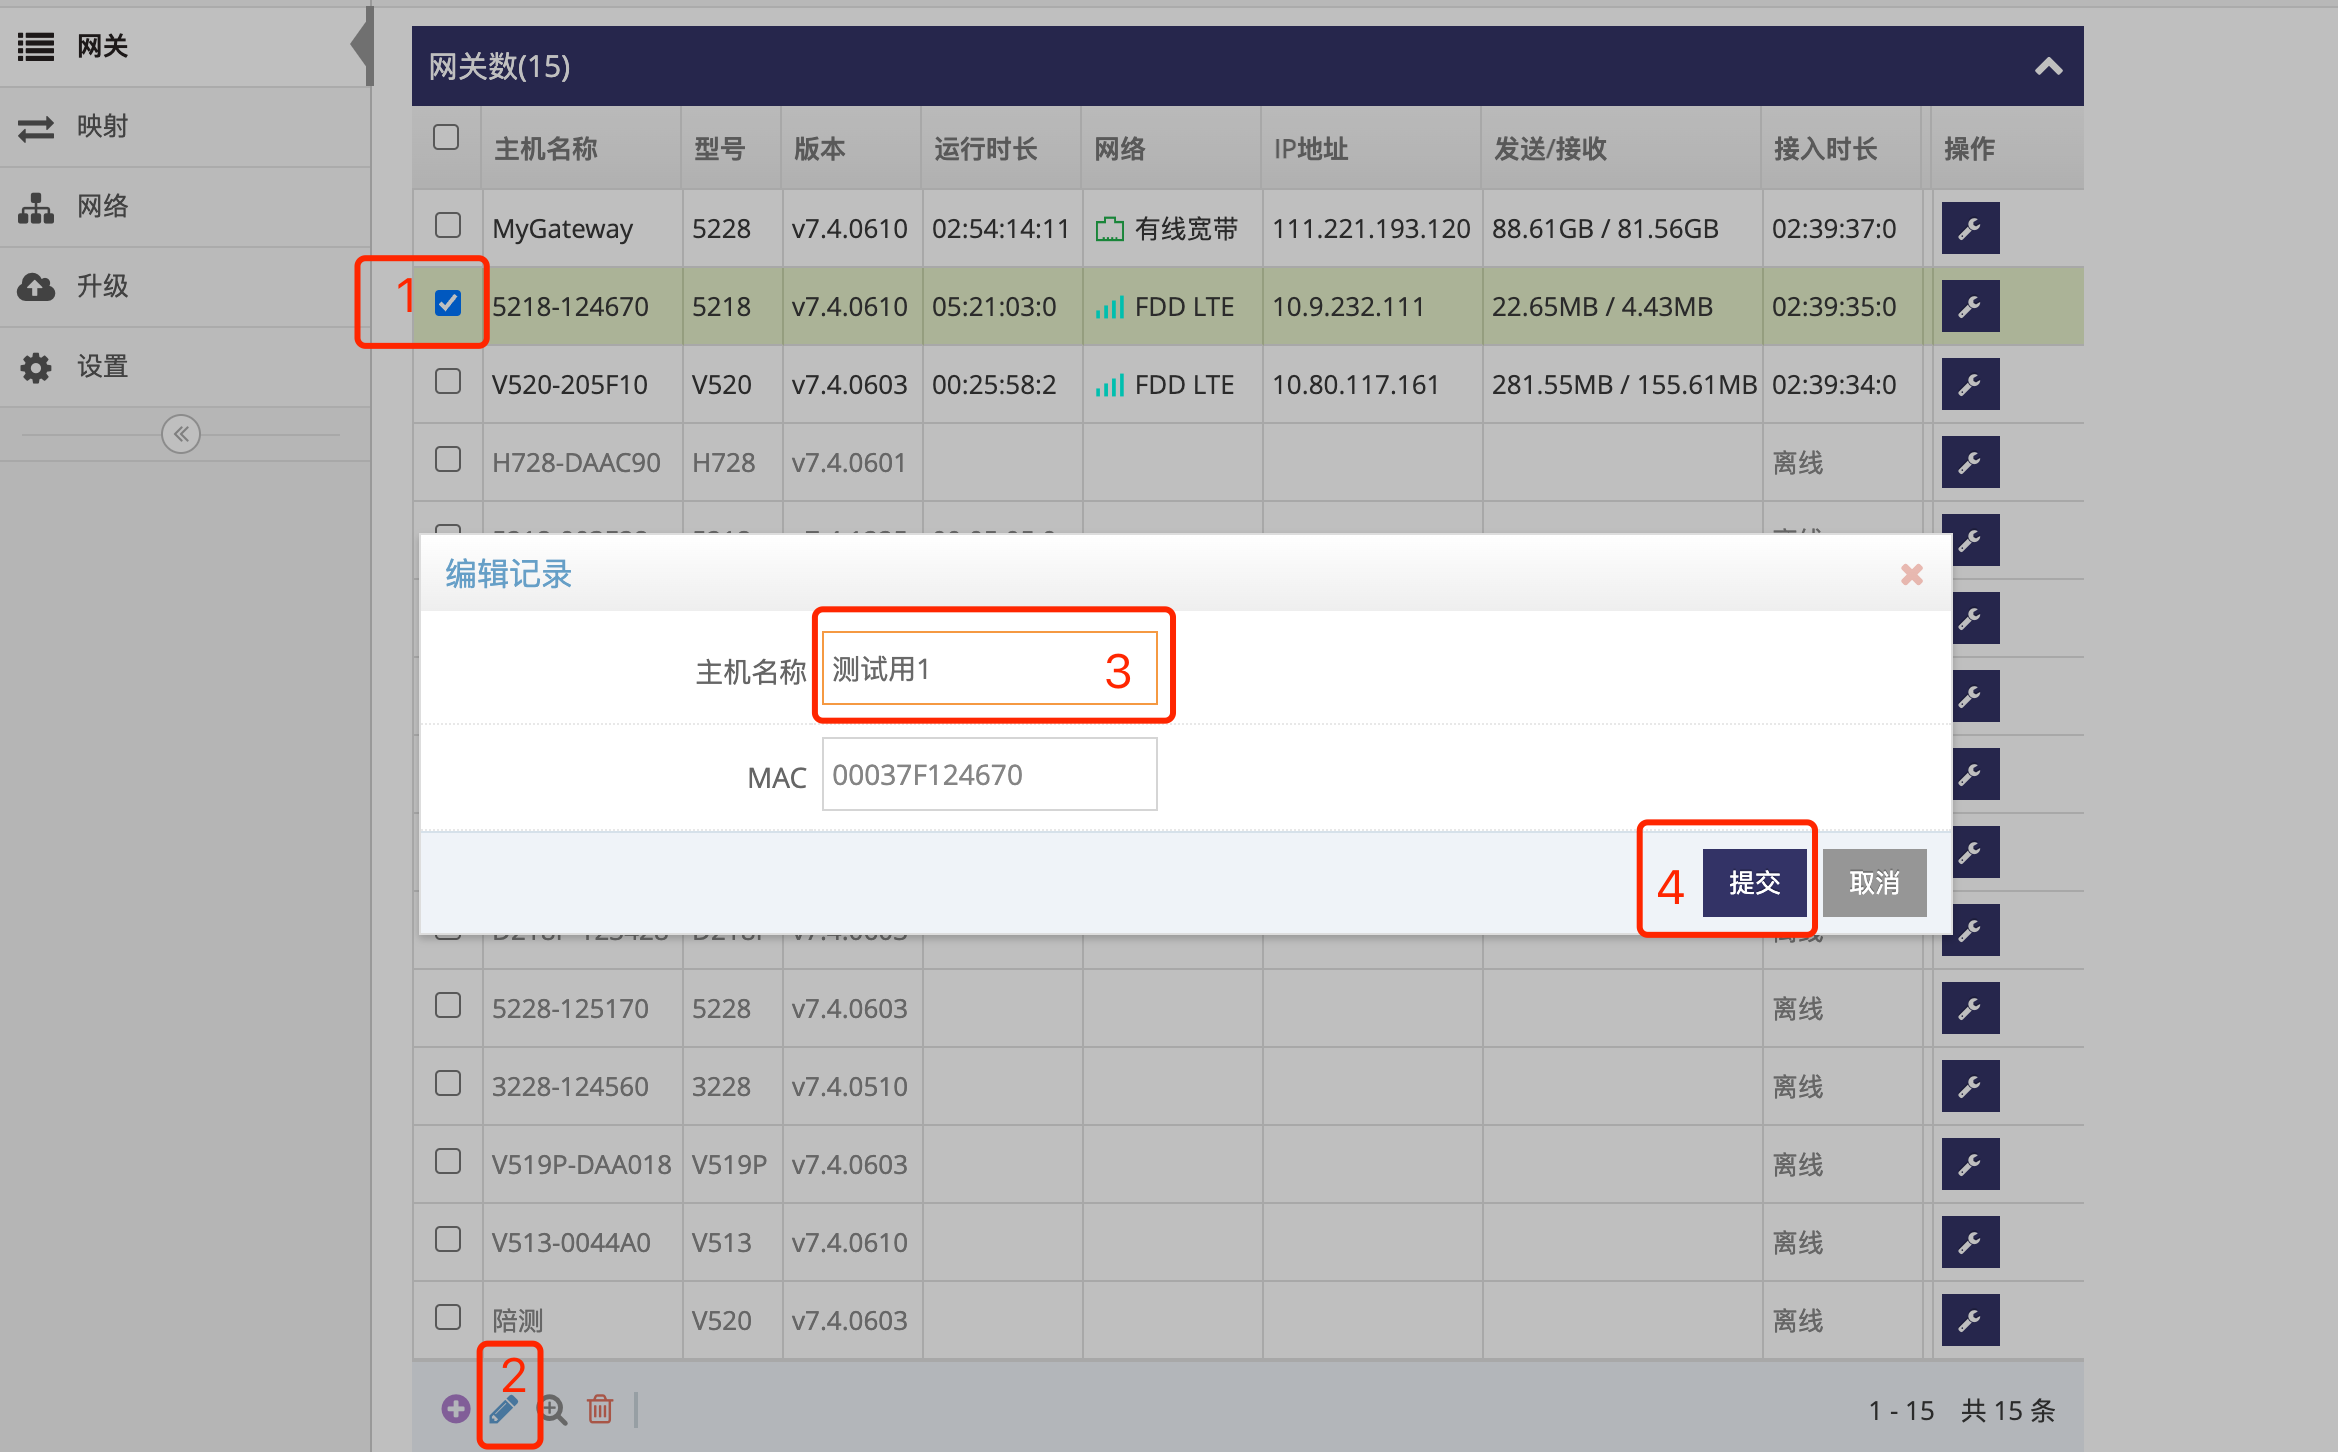 网关
映射
网络
升级
设置
网关数(15)
主机名称 型号 版本 运行时长 网络 IP地址 发送/接收 接入时长 操作
MyGateway 5228 v7.4.0610 02:54:14:11 有线宽带 111.221.193.120 88.61GB / 81.56GB 02:39:37:0
1 5218-124670 5218 v7.4.0610 05:21:03:0 FDD LTE 10.9.232.111 22.65MB / 4.43MB 02:39:35:0
V520-205F10 V520 v7.4.0603 00:25:58:2 FDD LTE 10.80.117.161 281.55MB / 155.61MB 02:39:34:0
H728-DAAC90 H728 v7.4.0601 离线
编辑记录
主机名称 测试用1 3
MAC 00037F124670
4 提交 取消
5228-125170 5228 v7.4.0603 离线
3228-124560 3228 v7.4.0510 离线
V519P-DAA018 V519P v7.4.0603 离线
V513-0044A0 V513 v7.4.0610 离线
陪测 V520 v7.4.0603 离线
2
1 - 15 共 15 条